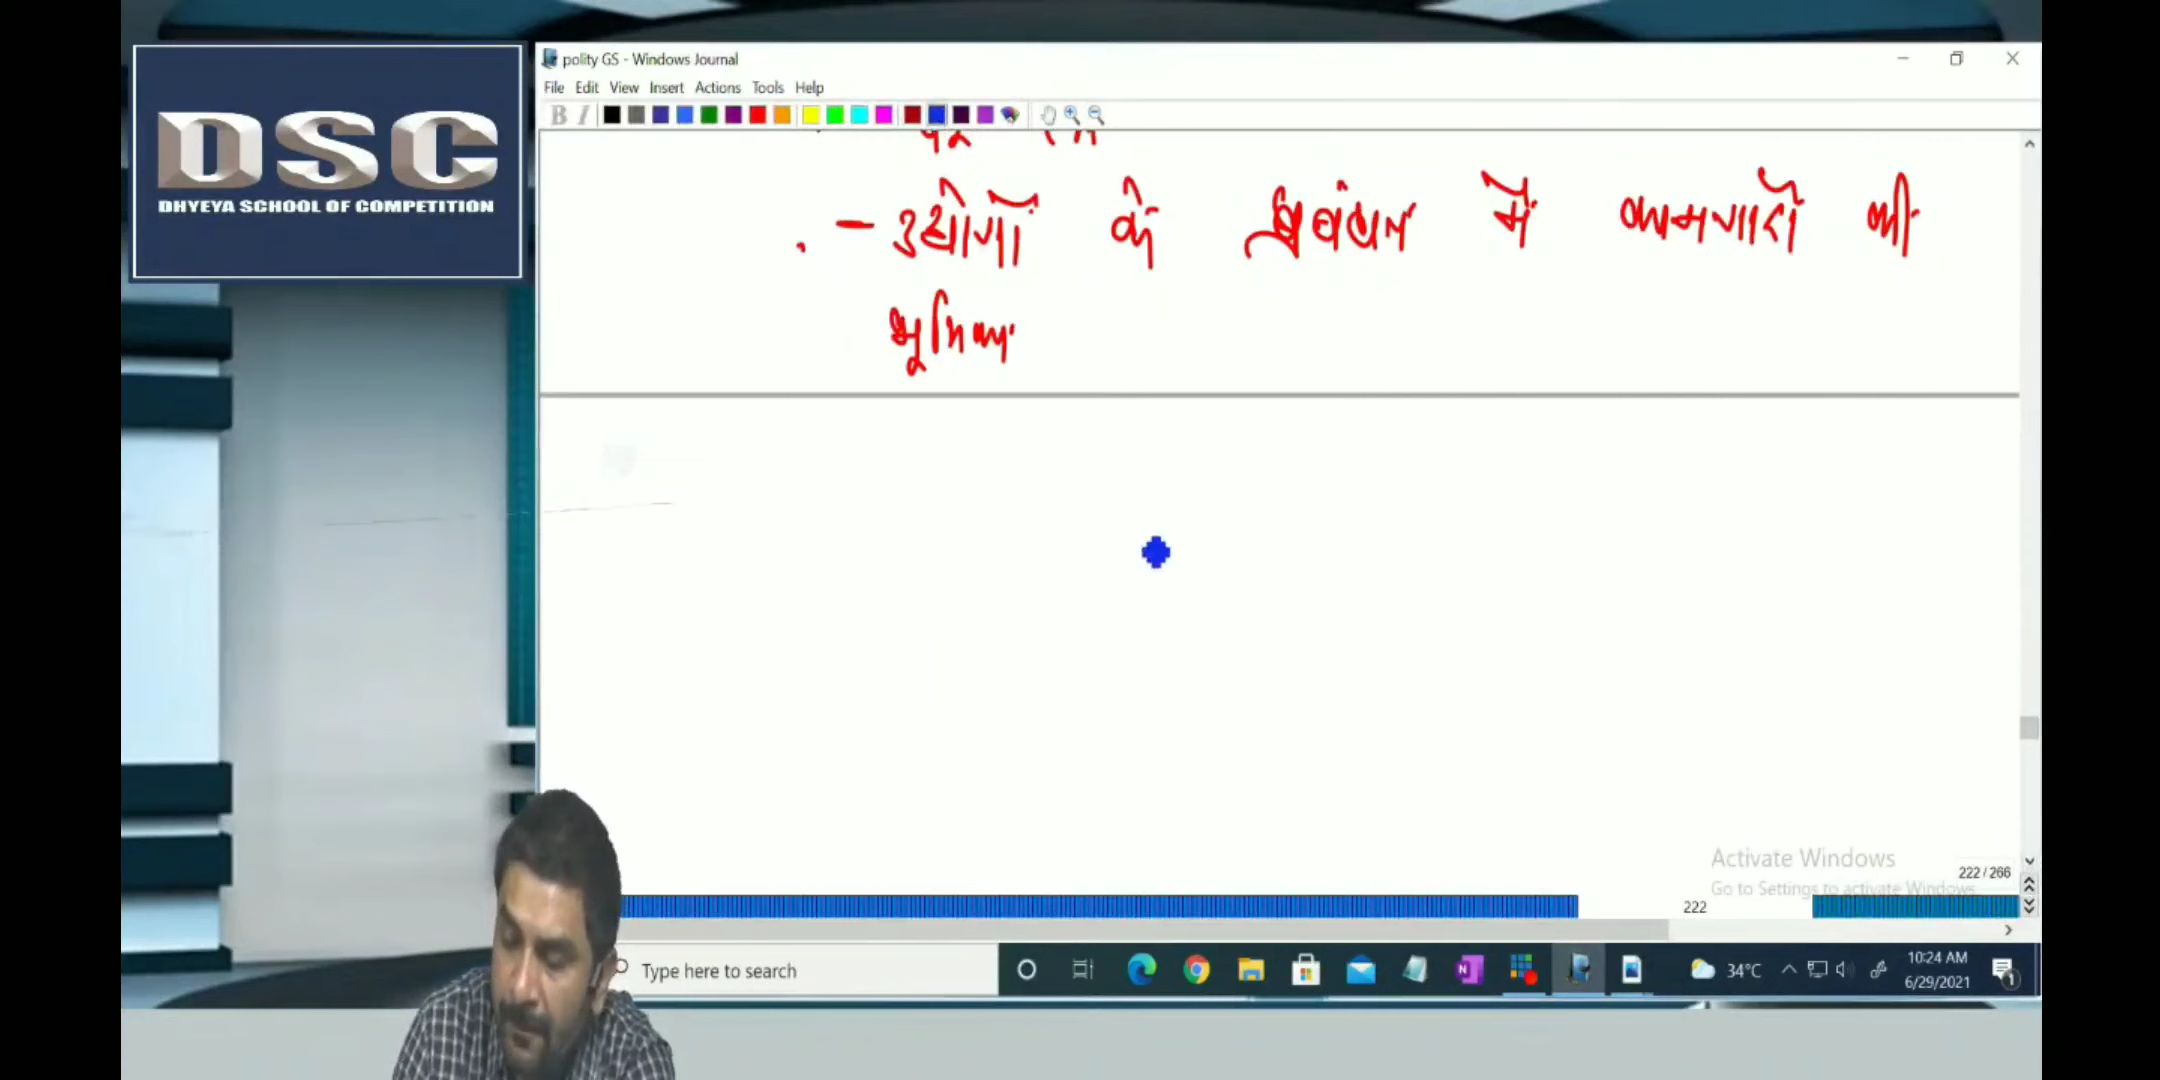 DSC
DHYEYA SCHOOL OF COMPETITION
polity GS - Windows Journal
File Edit View Insert Actions Tools Help
B I
- उद्योगों के प्रबंधन में कामगारों की
भूमिका
Activate Windows
Go to Settings to activate Windows.
222 / 266
222
Type here to search
34°C
10:24 AM
6/29/2021
1